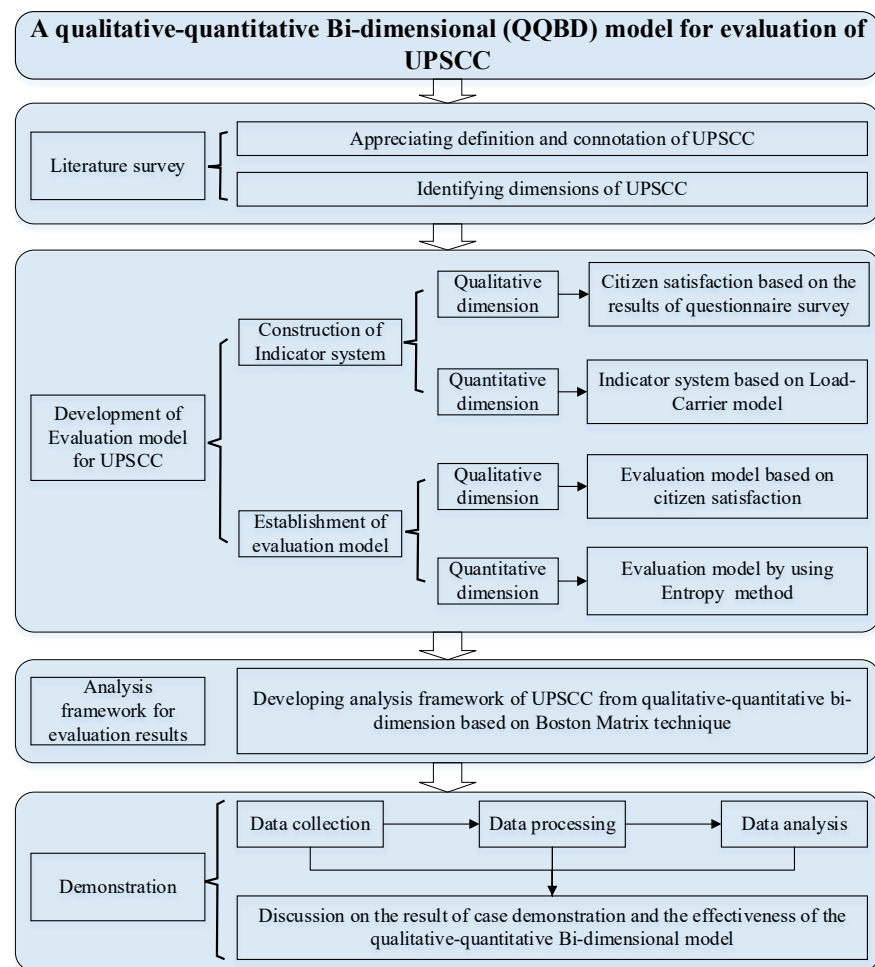 A qualitative-quantitative Bi-dimensional (QQBD) model for evaluation of
UPSCC
Literature survey
Appreciating definition and connotation of UPSCC
Identifying dimensions of UPSCC
Development of
Evaluation model
for UPSCC
Construction of
Indicator system
Qualitative
dimension
Citizen satisfaction based on the
results of questionnaire survey
Quantitative
dimension
Indicator system based on Load-
Carrier model
Establishment of
evaluation model
Qualitative
dimension
Evaluation model based on
citizen satisfaction
Quantitative
dimension
Evaluation model by using
Entropy method
Analysis
framework for
evaluation results
Developing analysis framework of UPSCC from qualitative-quantitative bi-
dimension based on Boston Matrix technique
Demonstration
Data collection
Data processing
Data analysis
Discussion on the result of case demonstration and the effectiveness of the
qualitative-quantitative Bi-dimensional model